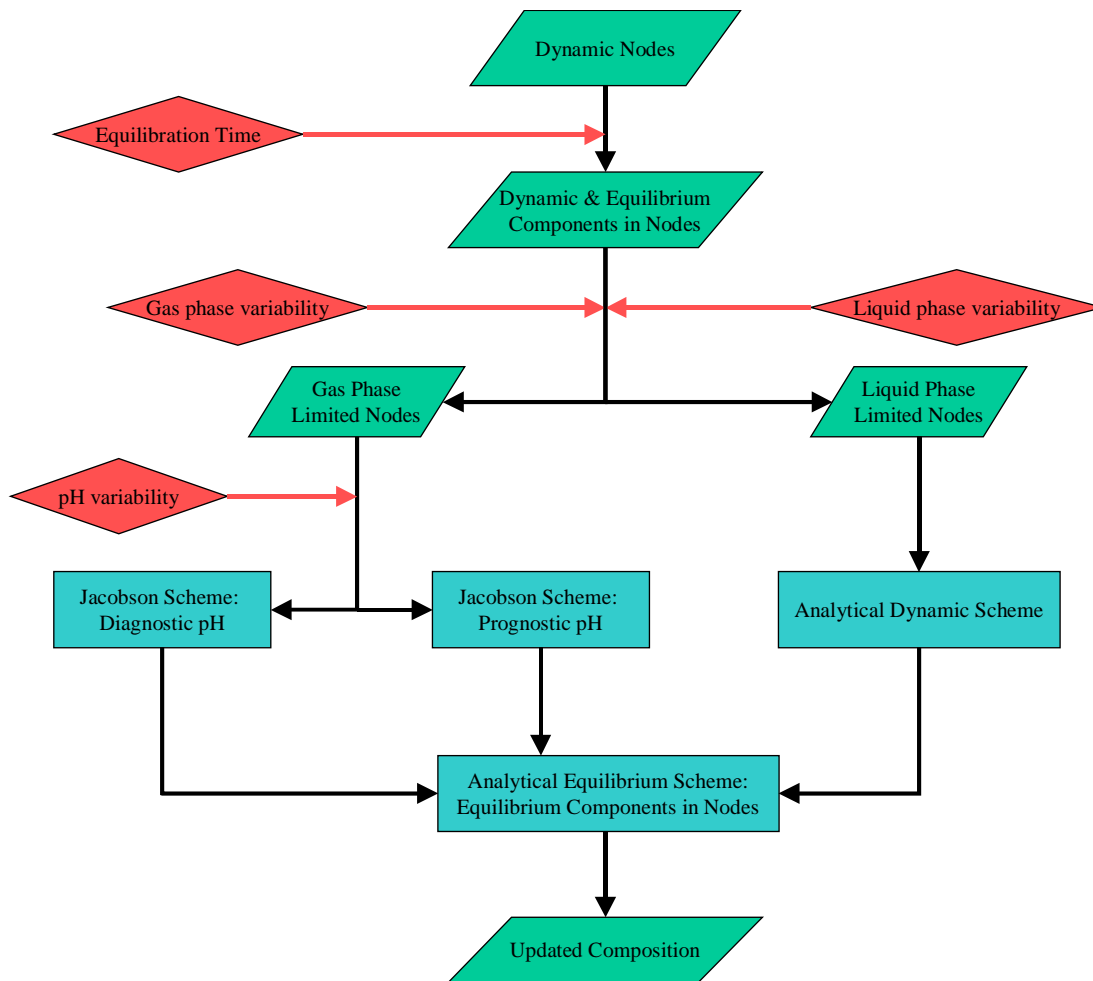 Dynamic Nodes
Equilibration Time
Dynamic & Equilibrium
Components in Nodes
Gas phase variability
Liquid phase variability
Gas Phase
Limited Nodes
Liquid Phase
Limited Nodes
pH variability
Jacobson Scheme:
Diagnostic pH
Jacobson Scheme:
Prognostic pH
Analytical Dynamic Scheme
Analytical Equilibrium Scheme:
Equilibrium Components in Nodes
Updated Composition